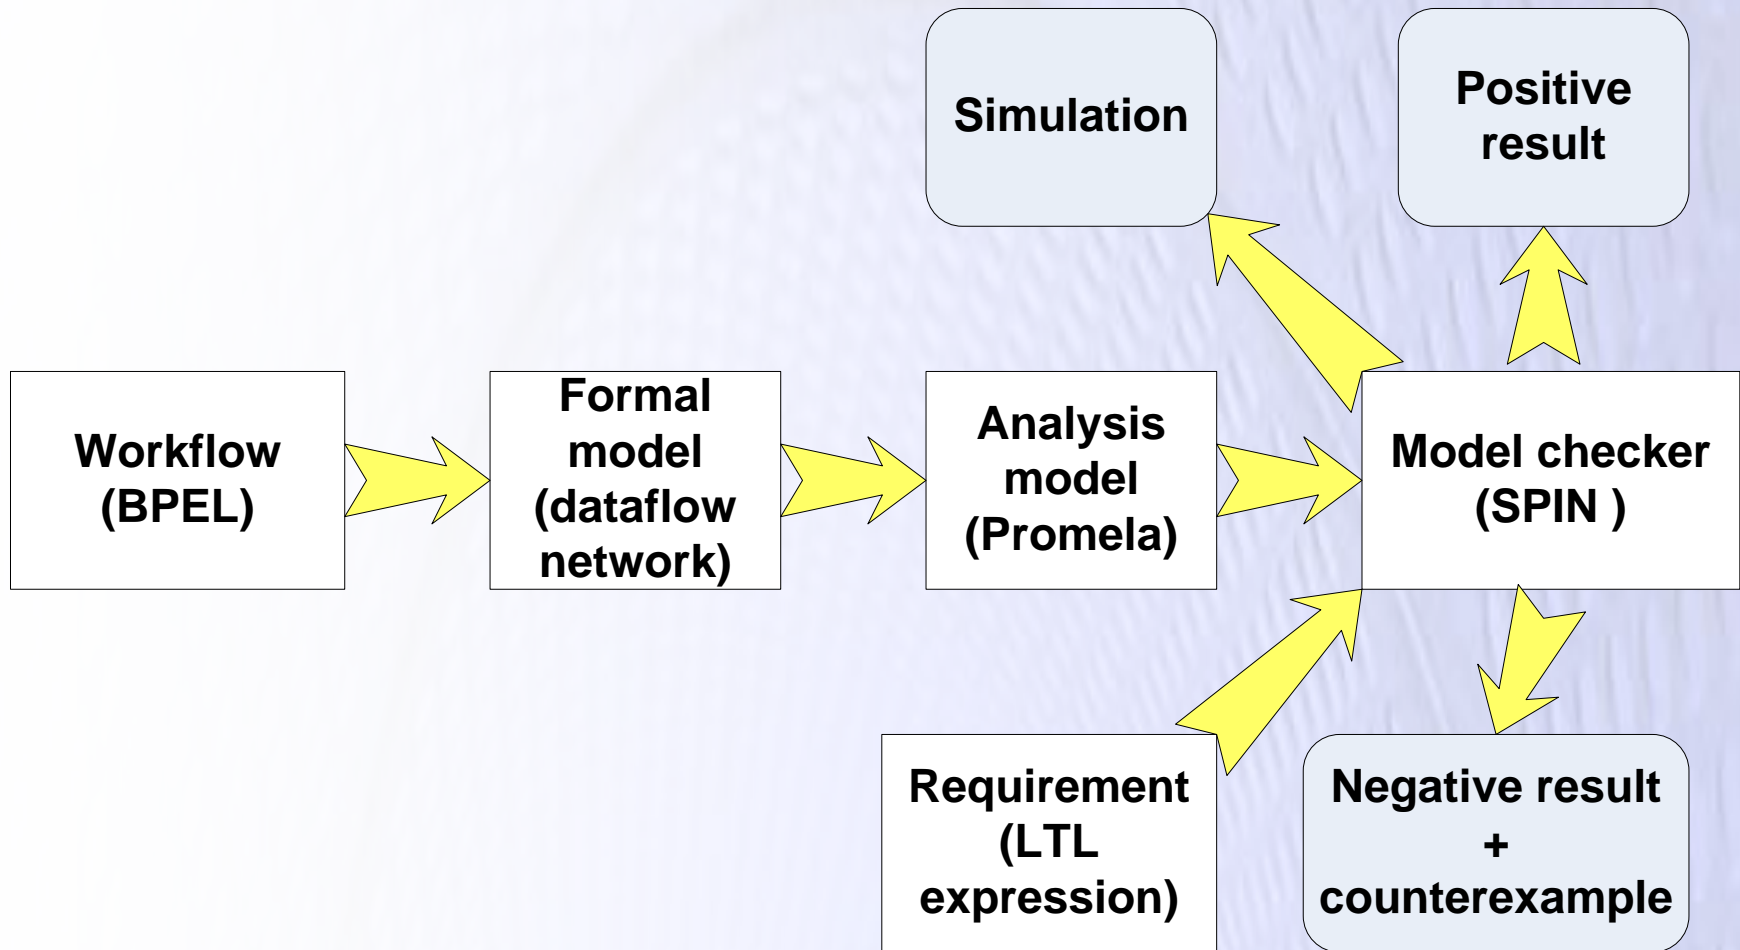 Simulation
Positive
result
Workflow
(BPEL)
Formal
model
(dataflow
network)
Analysis
model
(Promela)
Model checker
(SPIN )
Requirement
(LTL
expression)
Negative result
+
counterexample